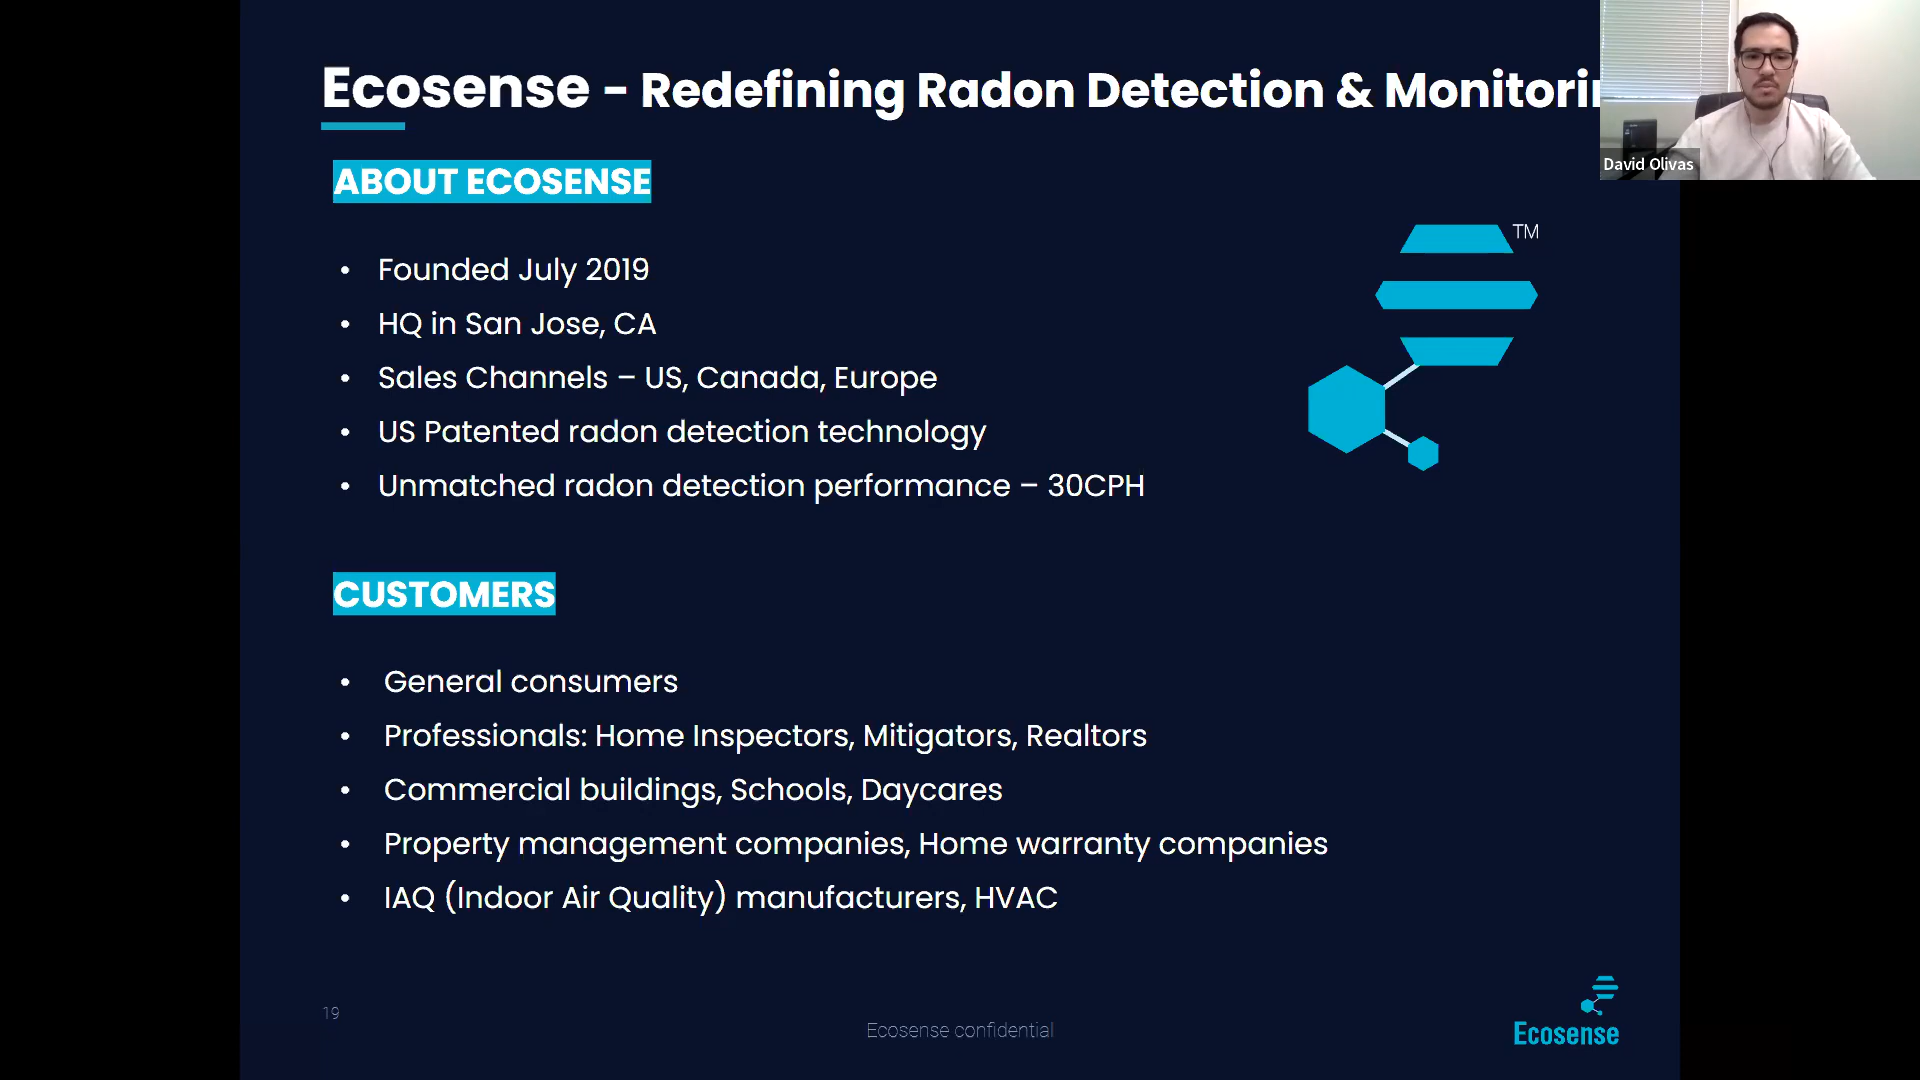 Ecosense - Redefining Radon Detection & Monitorin
David Olivas
ABOUT ECOSENSE
TM
• Founded July 2019
• HQ in San Jose, CA
• Sales Channels – US, Canada, Europe
• US Patented radon detection technology
• Unmatched radon detection performance – 30CPH
CUSTOMERS
• General consumers
• Professionals: Home Inspectors, Mitigators, Realtors
• Commercial buildings, Schools, Daycares
• Property management companies, Home warranty companies
• IAQ (Indoor Air Quality) manufacturers, HVAC
19
Ecosense confidential
Ecosense